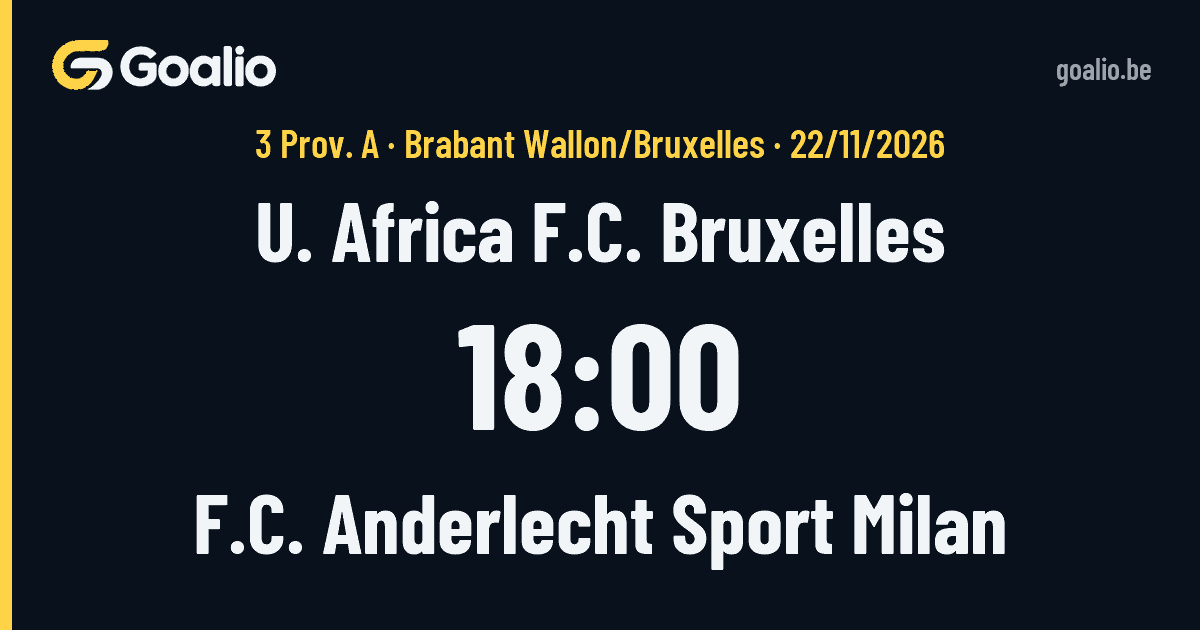 Goalio
goalio.be
3 Prov. A · Brabant Wallon/Bruxelles · 22/11/2026
U. Africa F.C. Bruxelles
18:00
F.C. Anderlecht Sport Milan